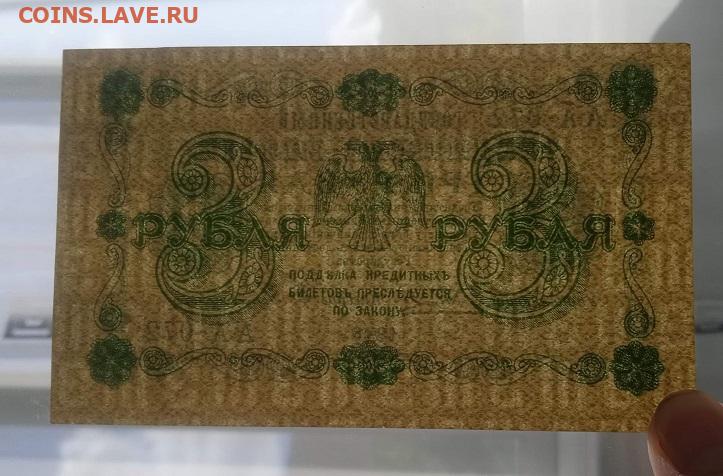 COINS.LAVE.RU
3 3
РУБЛЯ РУБЛЯ
ПОДДѢЛКА КРЕДИТНЫХЪ
БИЛЕТОВЪ ПРЕСЛѢДУЕТСЯ
ПО ЗАКОНУ.